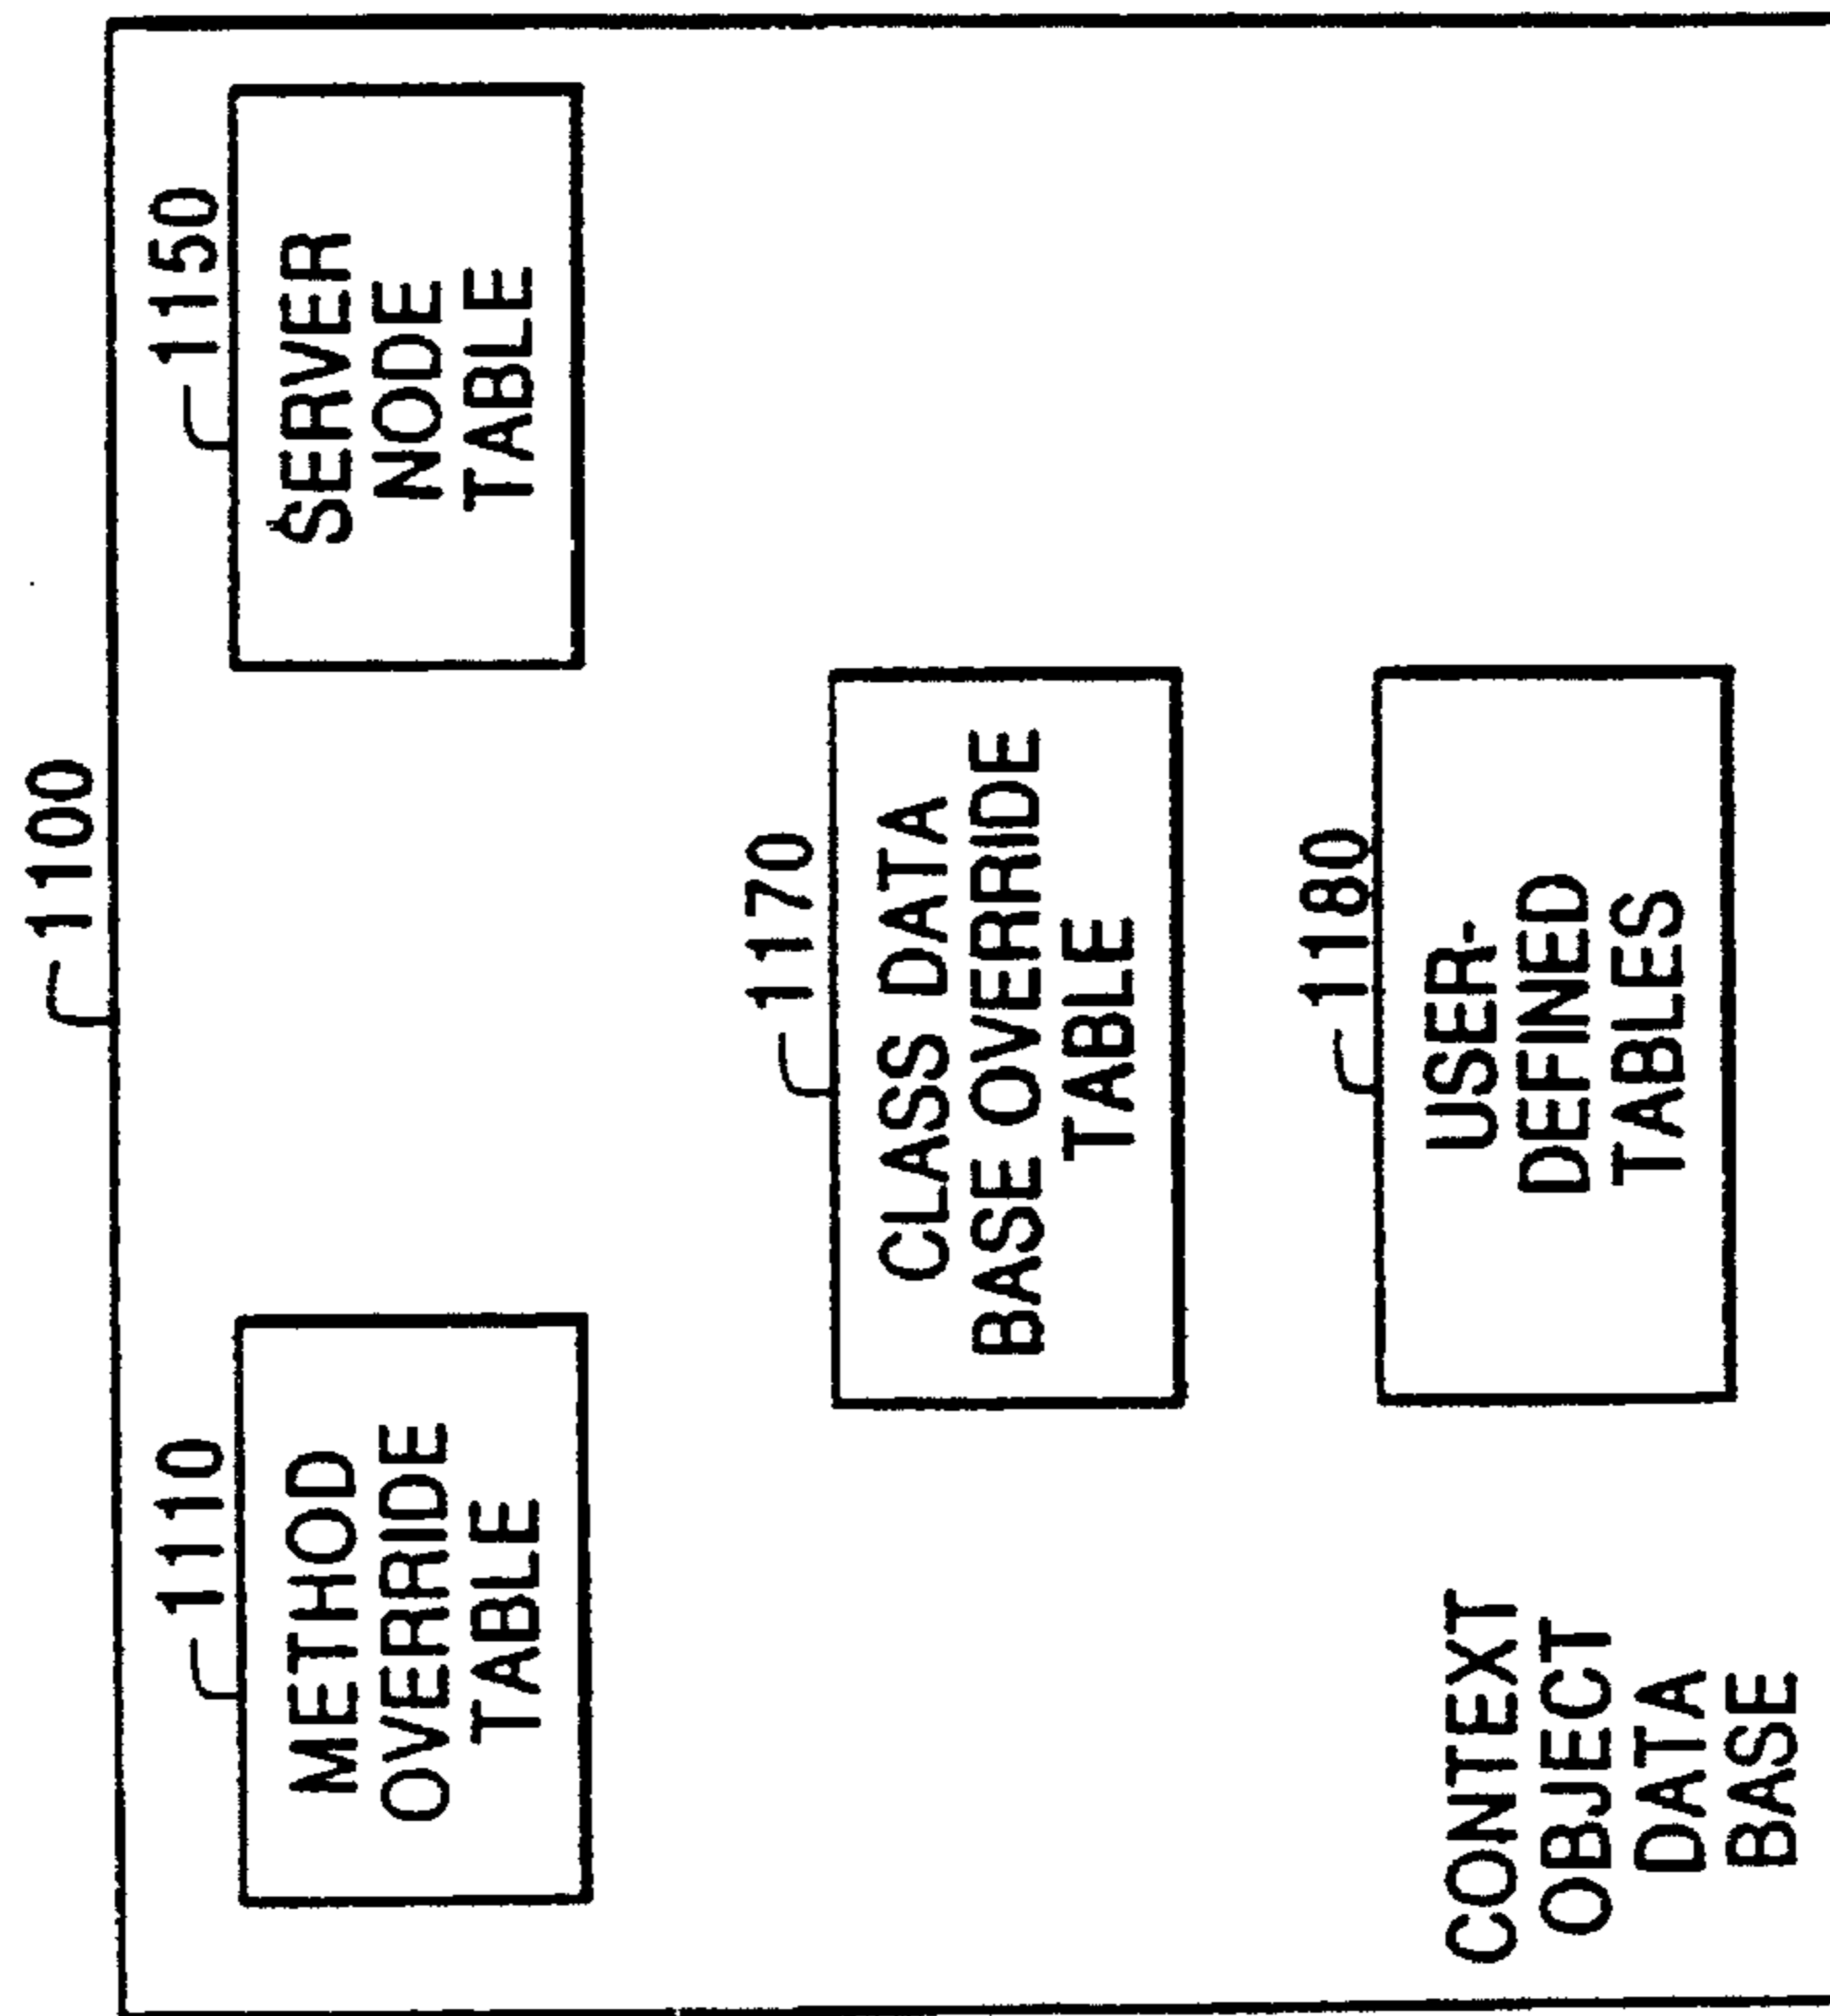 1100
1110
METHOD
OVERRIDE
TABLE
1150
SERVER
NODE
TABLE
1170
CLASS DATA
BASE OVERRIDE
TABLE
1180
USER-
DEFINED
TABLES
CONTEXT
OBJECT
DATA
BASE